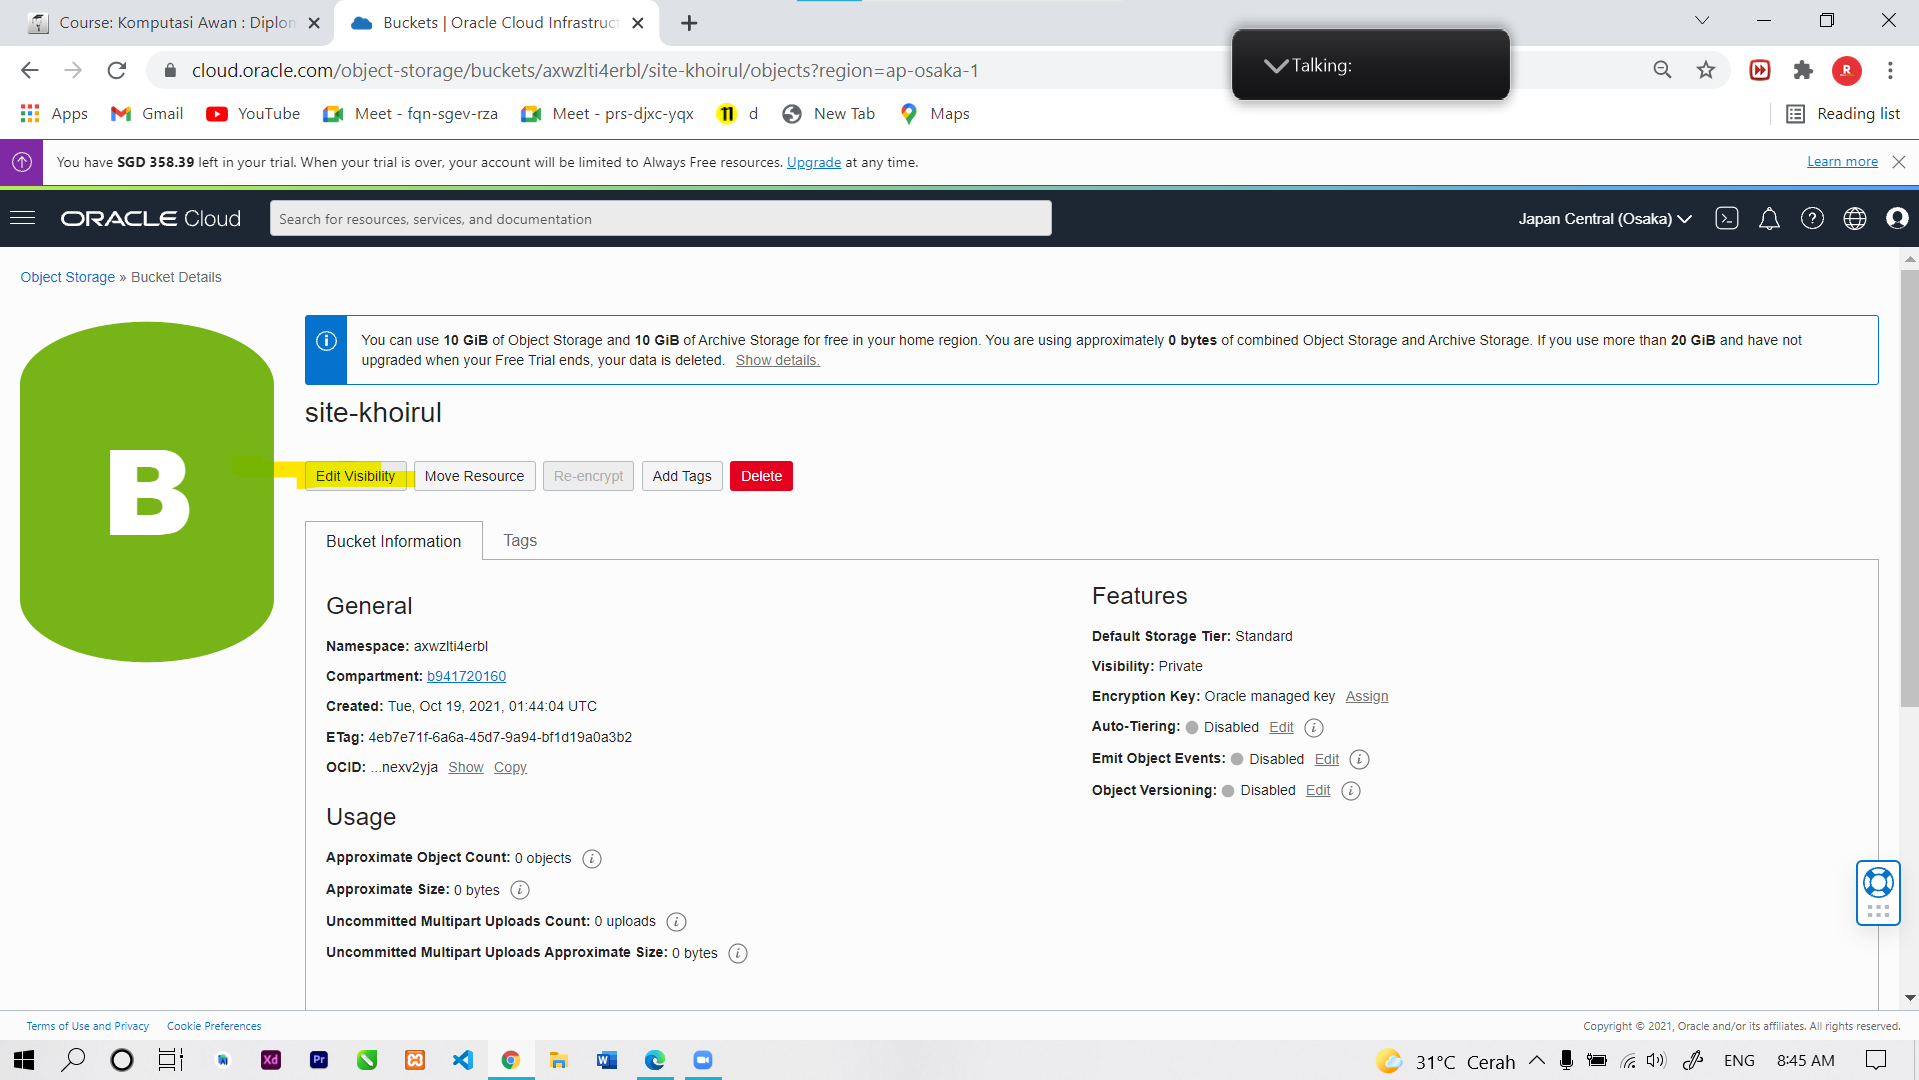 Course: Komputasi Awan : Diplon
Buckets | Oracle Cloud Infrastruct
cloud.oracle.com/object-storage/buckets/axwzlti4erbl/site-khoirul/objects?region=ap-osaka-1
Talking:
R
Apps
Gmail
YouTube
Meet - fqn-sgev-rza
Meet - prs-djxc-yqx
d
New Tab
Maps
Reading list
You have SGD 358.39 left in your trial. When your trial is over, your account will be limited to Always Free resources. Upgrade at any time.
Learn more
ORACLE Cloud
Search for resources, services, and documentation
Japan Central (Osaka)
Object Storage » Bucket Details
B
You can use 10 GiB of Object Storage and 10 GiB of Archive Storage for free in your home region. You are using approximately 0 bytes of combined Object Storage and Archive Storage. If you use more than 20 GiB and have not
upgraded when your Free Trial ends, your data is deleted. Show details.
site-khoirul
Edit Visibility
Move Resource
Re-encrypt
Add Tags
Delete
Bucket Information
Tags
General
Namespace: axwzlti4erbl
Compartment: b941720160
Created: Tue, Oct 19, 2021, 01:44:04 UTC
ETag: 4eb7e71f-6a6a-45d7-9a94-bf1d19a0a3b2
OCID: ...nexv2yja Show Copy
Usage
Approximate Object Count: 0 objects
Approximate Size: 0 bytes
Uncommitted Multipart Uploads Count: 0 uploads
Uncommitted Multipart Uploads Approximate Size: 0 bytes
Features
Default Storage Tier: Standard
Visibility: Private
Encryption Key: Oracle managed key Assign
Auto-Tiering: Disabled Edit
Emit Object Events: Disabled Edit
Object Versioning: Disabled Edit
Terms of Use and Privacy
Cookie Preferences
Copyright © 2021, Oracle and/or its affiliates. All rights reserved.
Xd
Pr
31°C Cerah
ENG
8:45 AM